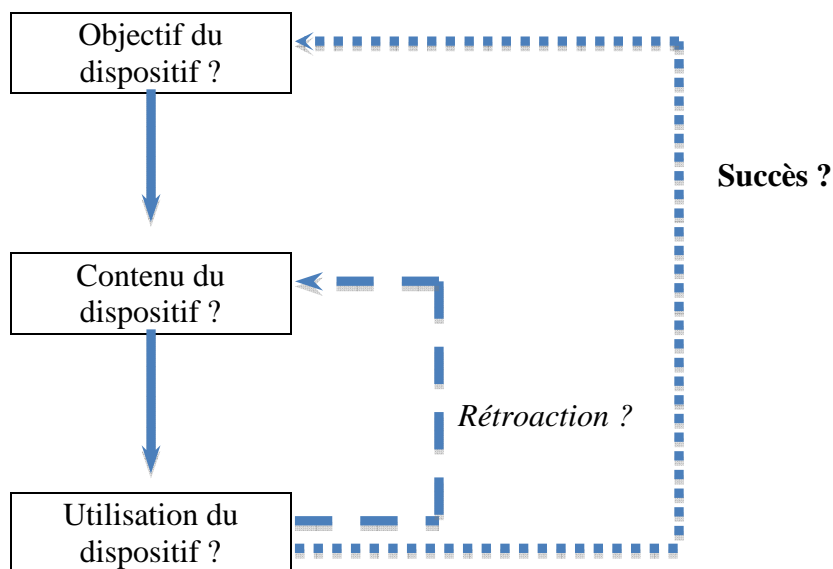 Objectif du
dispositif ?
Succès ?
Contenu du
dispositif ?
Rétroaction ?
Utilisation du
dispositif ?